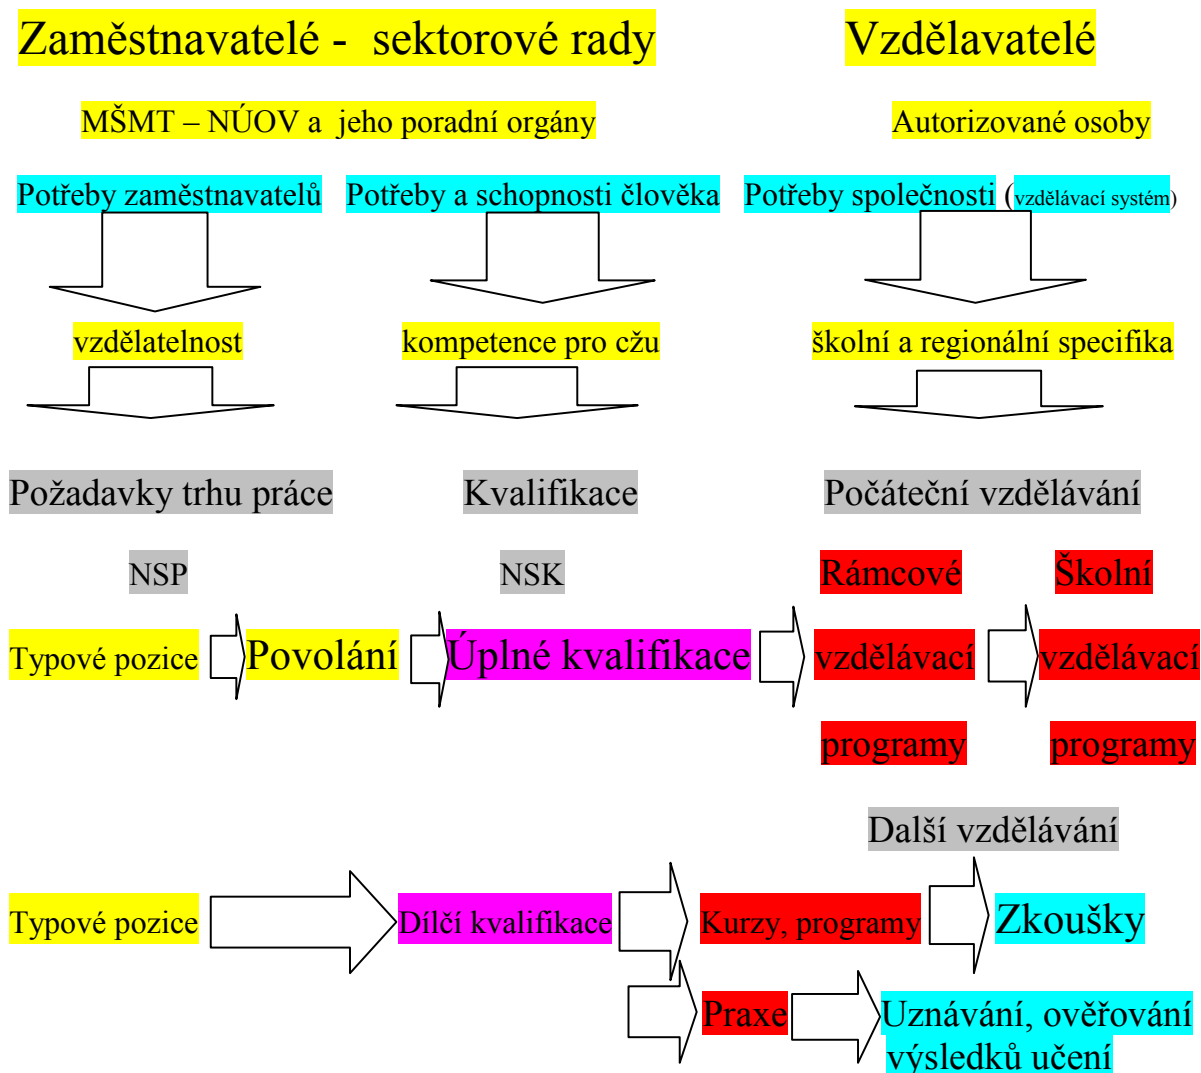 Zaměstnavatelé -  sektorové rady Vzdělavatelé
MŠMT – NÚOV a  jeho poradní orgány Autorizované osoby
Potřeby zaměstnavatelů Potřeby a schopnosti člověka Potřeby společnosti (vzdělávací systém)
vzdělatelnost kompetence pro cžu školní a regionální specifika
Požadavky trhu práce Kvalifikace Počáteční vzdělávání
NSP NSK Rámcové Školní
Typové pozice Povolání Úplné kvalifikace vzdělávací vzdělávací
programy programy
Další vzdělávání
Typové pozice Dílčí kvalifikace Kurzy, programy Zkoušky
Praxe Uznávání, ověřování
výsledků učení